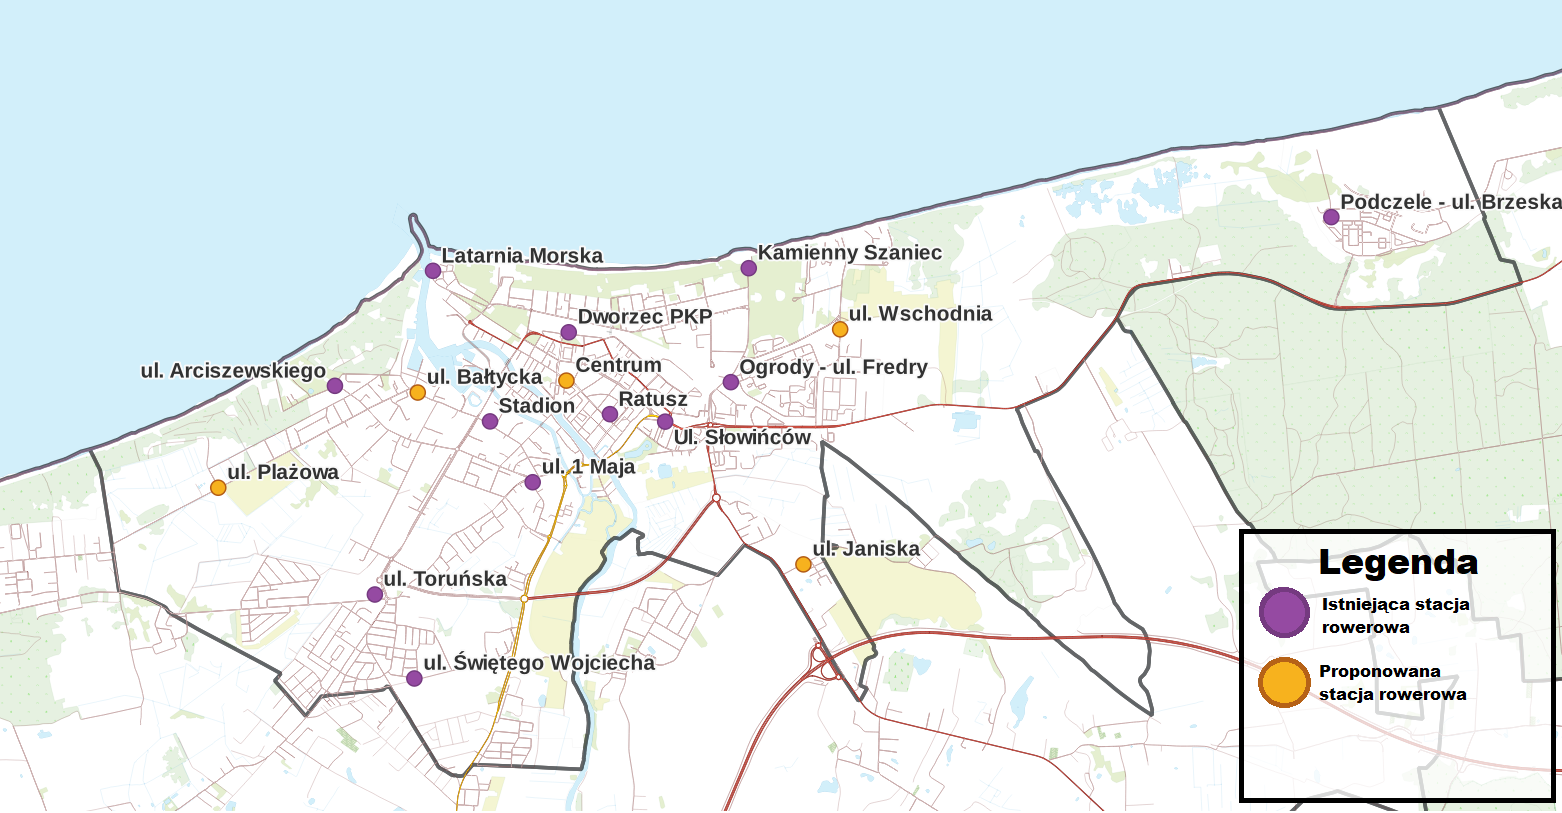 Podczele - ul. Brzeska
Latarnia Morska
Kamienny Szaniec
Dworzec PKP
ul. Wschodnia
ul. Arciszewskiego
ul. Bałtycka
Centrum
Ogrody - ul. Fredry
Stadion
Ratusz
Ul. Słowińców
ul. Plażowa
ul. 1 Maja
ul. Janiska
ul. Toruńska
ul. Świętego Wojciecha
Legenda
Istniejąca stacja
rowerowa
Proponowana
stacja rowerowa